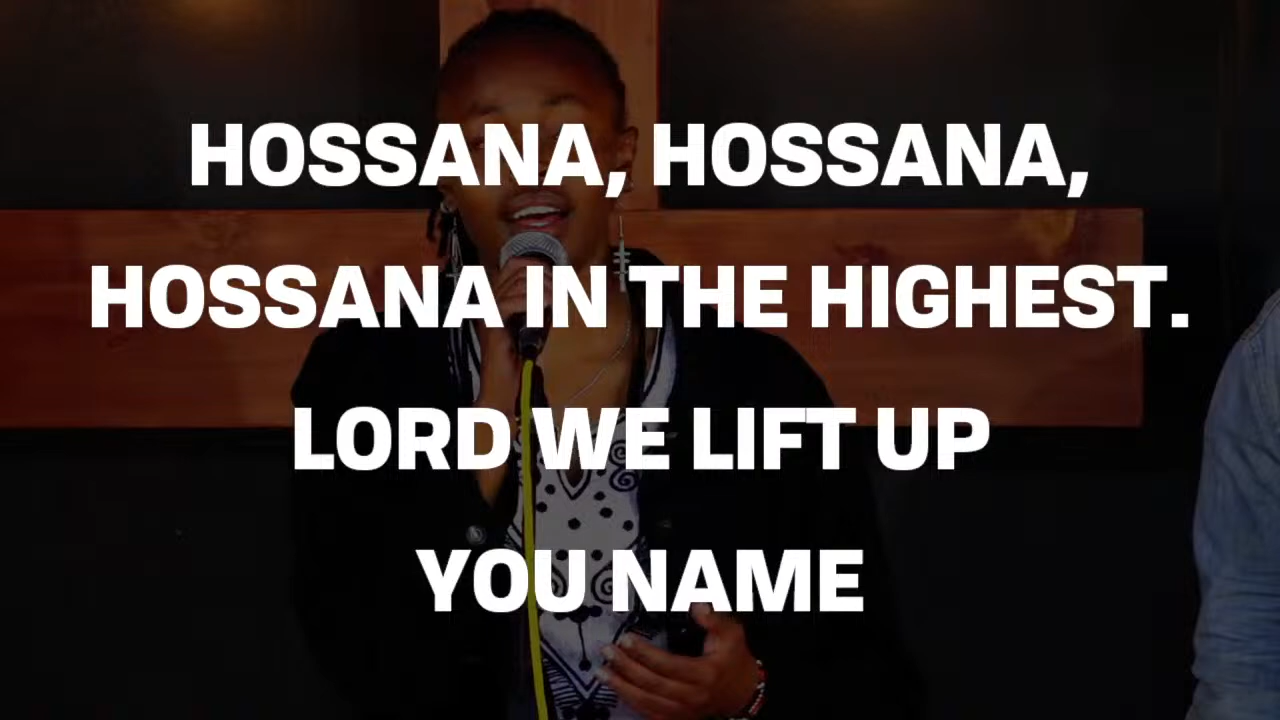 HOSSANA, HOSSANA,
HOSSANA IN THE HIGHEST.
LORD WE LIFT UP
YOU NAME